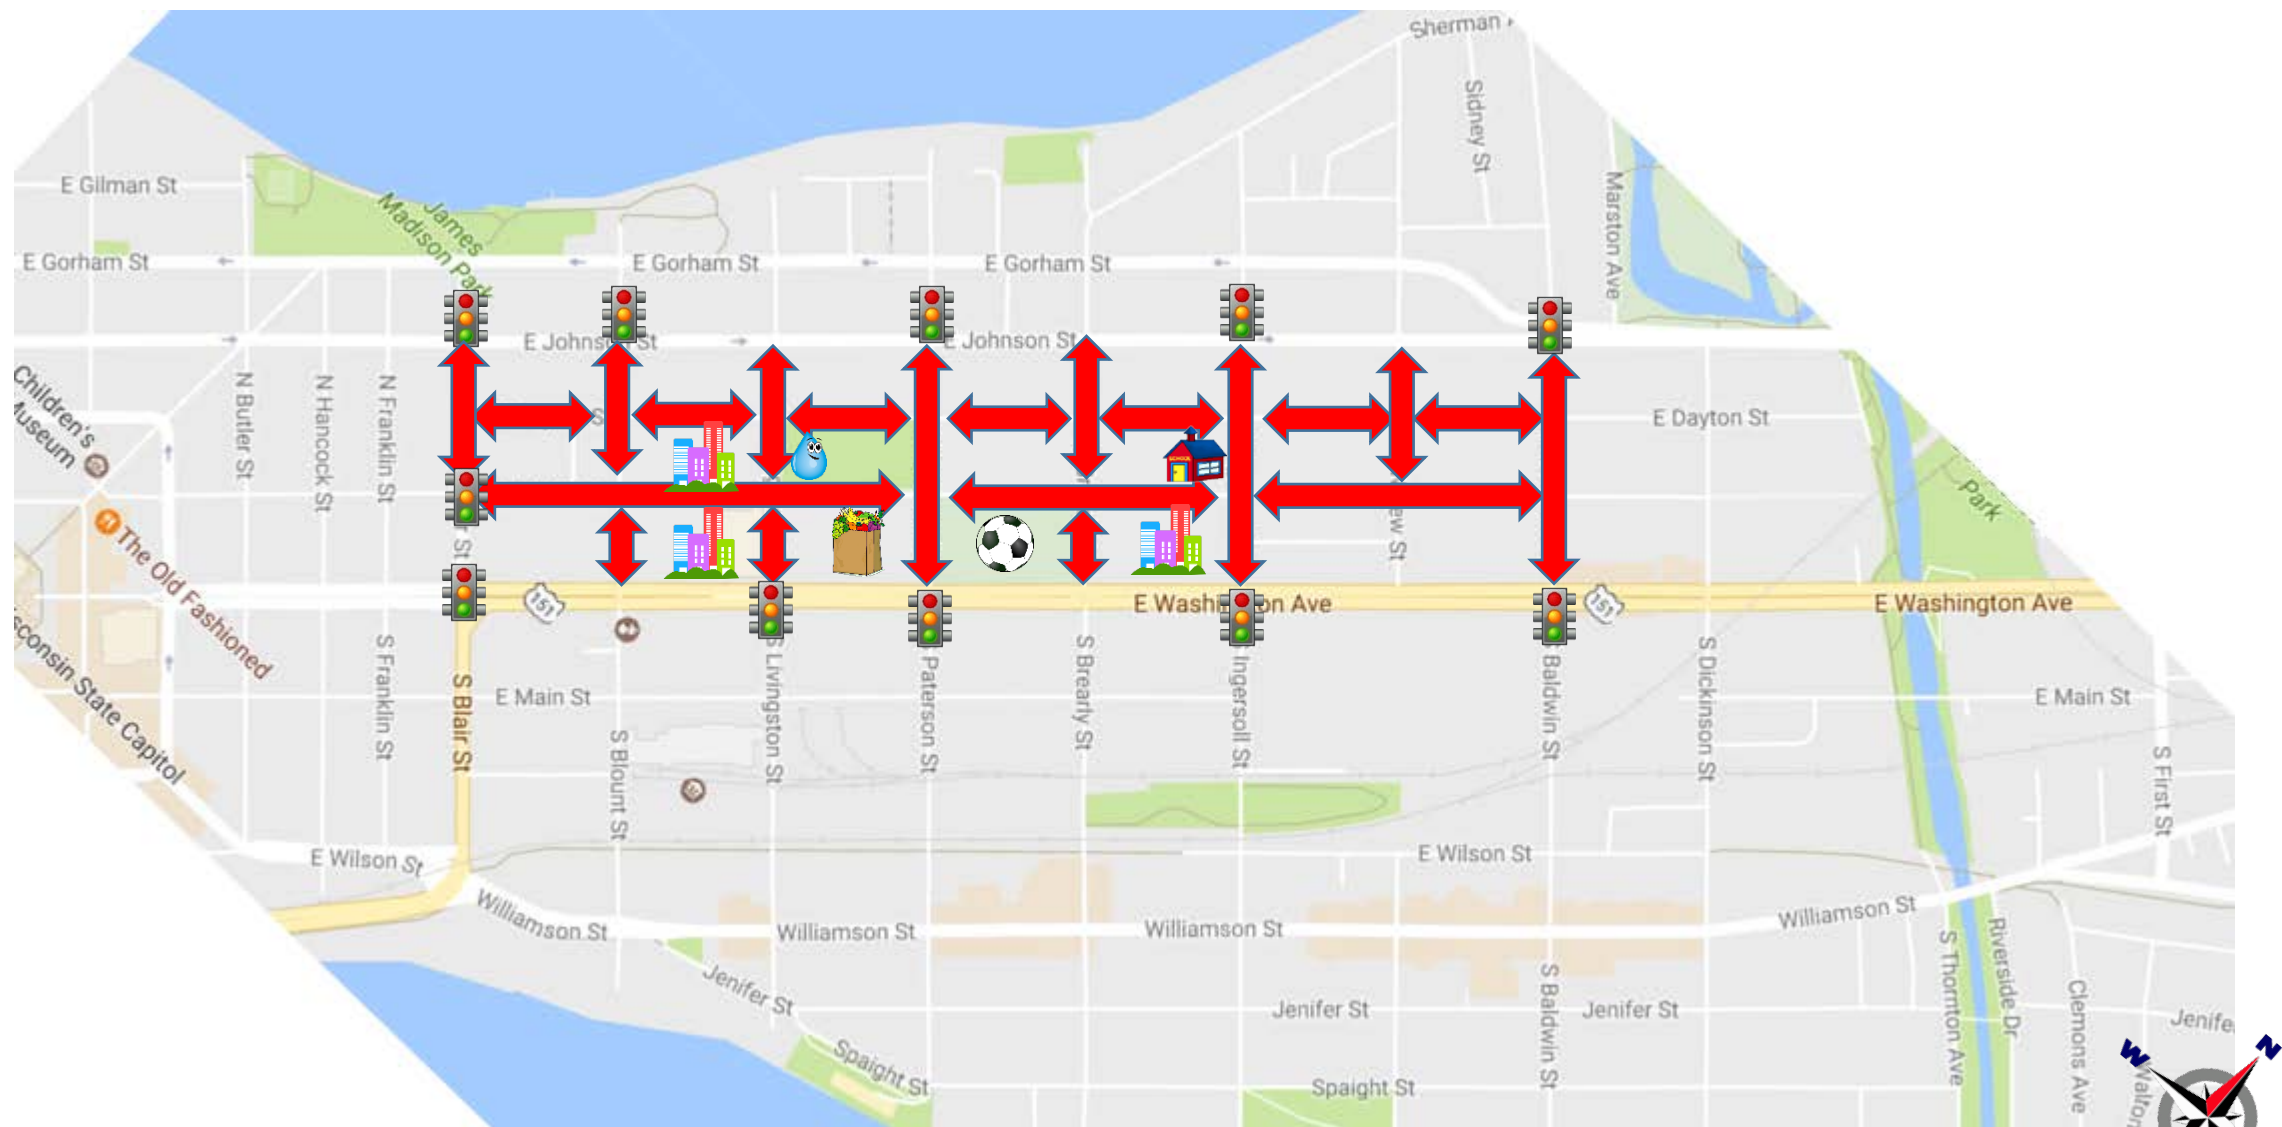 Sherman
Sidney St
Marston Ave
E Gilman St
James
Madison Park
E Gorham St
E Gorham St
E Gorham St
E Johnson St
E Johnson St
Children's
Museum
N Butler St
N Hancock St
N Franklin St
S
E Dayton St
SCHOOL
Park
The Old Fashioned
r St
ew St
151
E Washington Ave
151
E Washington Ave
Wisconsin State Capitol
S Franklin St
S Blair St
E Main St
S Blount St
S Livingston St
Paterson St
S Brearly St
Ingersoll St
Baldwin St
S Dickinson St
E Main St
S First St
E Wilson St
E Wilson St
Williamson St
Williamson St
Williamson St
Williamson St
Jenifer St
S Baldwin St
Jenifer St
Jenifer St
S Thornton Ave
Riverside Dr
Clemons Ave
Jenife
Spaight St
Spaight St
W
N